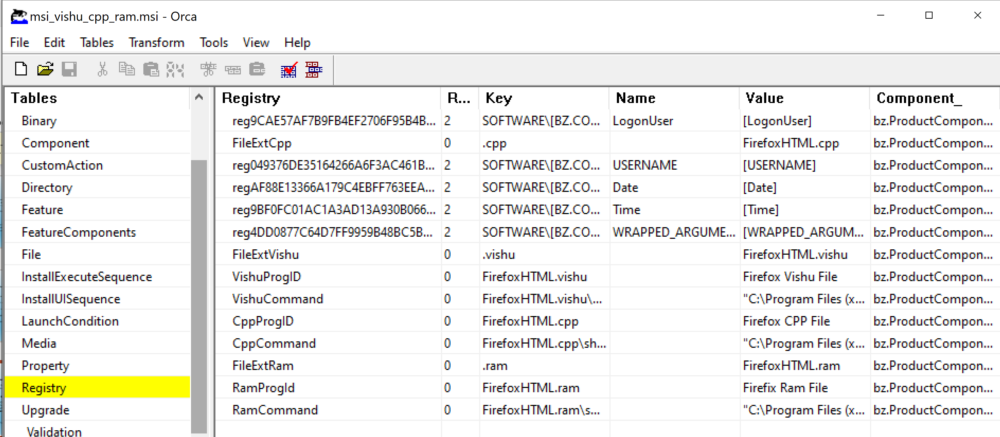 msi_vishu_cpp_ram.msi - Orca
File Edit Tables Transform Tools View Help
Tables Registry R... Key Name Value Component_
Binary reg9CAE57AF7B9FB4EF2706F95B4B... 2 SOFTWARE\[BZ.CO... LogonUser [LogonUser] bz.ProductCompon...
Component FileExtCpp 0 .cpp FirefoxHTML.cpp bz.ProductCompon...
CustomAction reg049376DE35164266A6F3AC461B... 2 SOFTWARE\[BZ.CO... USERNAME [USERNAME] bz.ProductCompon...
Directory regAF88E13366A179C4EBFF763EEA... 2 SOFTWARE\[BZ.CO... Date [Date] bz.ProductCompon...
Feature reg9BF0FC01AC1A3AD13A930B066... 2 SOFTWARE\[BZ.CO... Time [Time] bz.ProductCompon...
FeatureComponents reg4DD0877C64D7FF9959B48BC5B... 2 SOFTWARE\[BZ.CO... WRAPPED_ARGUME... [WRAPPED_ARGUM... bz.ProductCompon...
File FileExtVishu 0 .vishu FirefoxHTML.vishu bz.ProductCompon...
InstallExecuteSequence VishuProgID 0 FirefoxHTML.vishu Firefox Vishu File bz.ProductCompon...
InstallUISequence VishuCommand 0 FirefoxHTML.vishu\... "C:\Program Files (x... bz.ProductCompon...
LaunchCondition CppProgID 0 FirefoxHTML.cpp Firefox CPP File bz.ProductCompon...
Media CppCommand 0 FirefoxHTML.cpp\sh... "C:\Program Files (x... bz.ProductCompon...
Property FileExtRam 0 .ram FirefoxHTML.ram bz.ProductCompon...
Registry RamProgId 0 FirefoxHTML.ram Firefix Ram File bz.ProductCompon...
Upgrade RamCommand 0 FirefoxHTML.ram\s... "C:\Program Files (x... bz.ProductCompon...
Validation